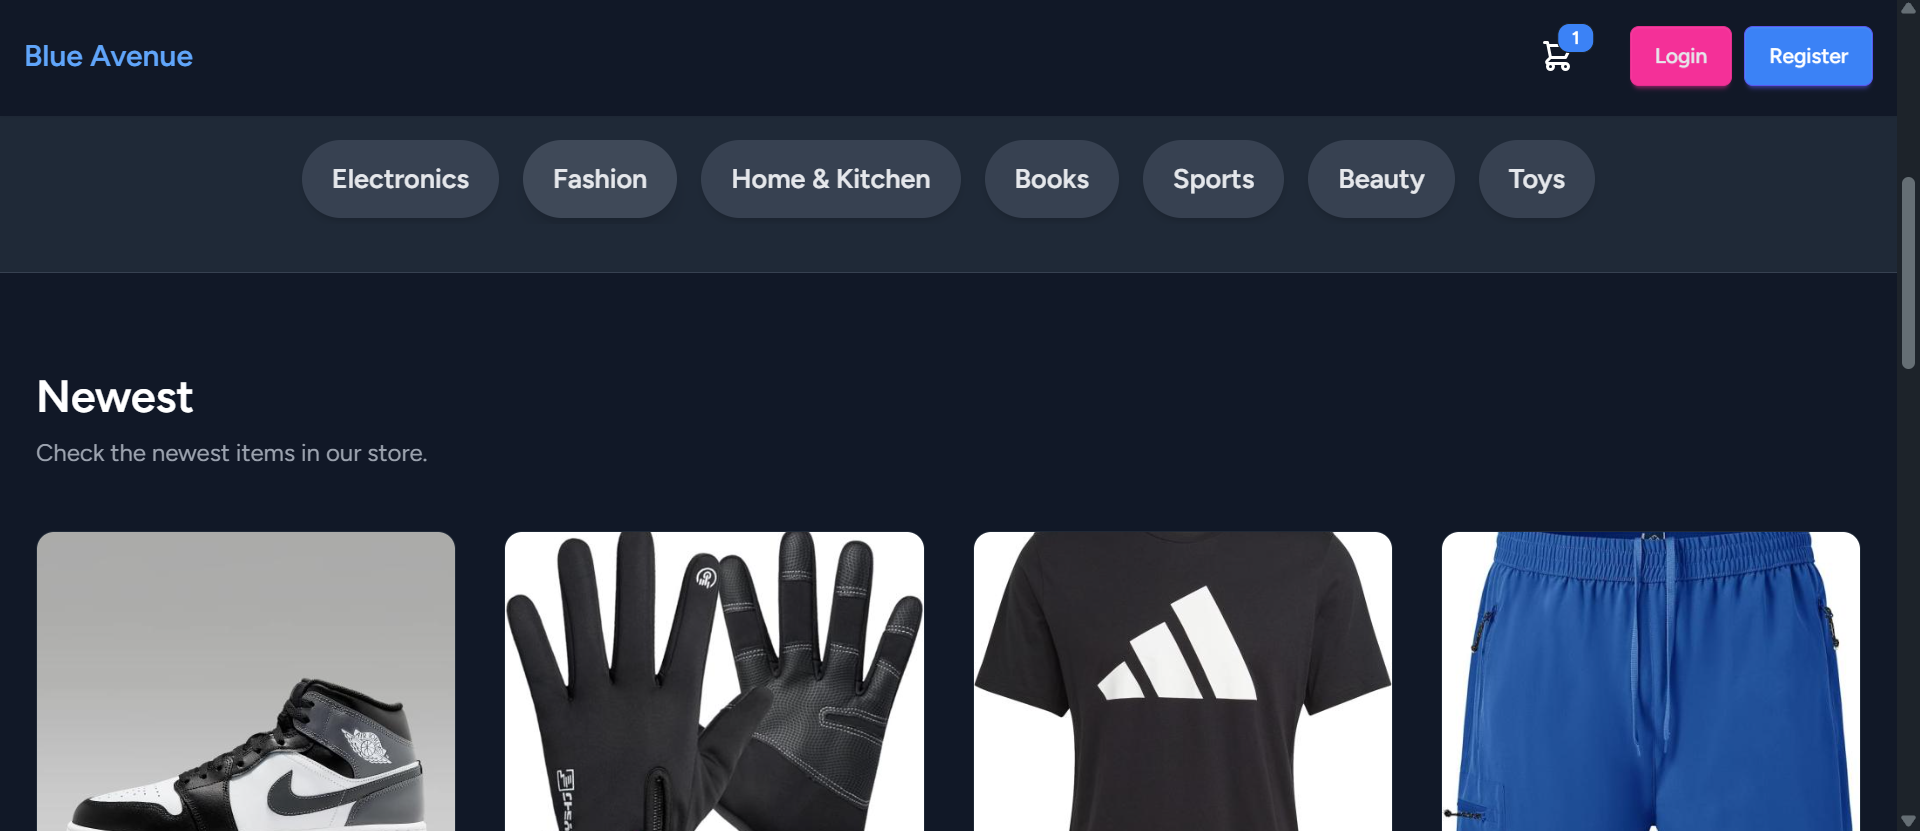 Blue Avenue
1
Login
Register
Electronics
Fashion
Home & Kitchen
Books
Sports
Beauty
Toys
Newest
Check the newest items in our store.